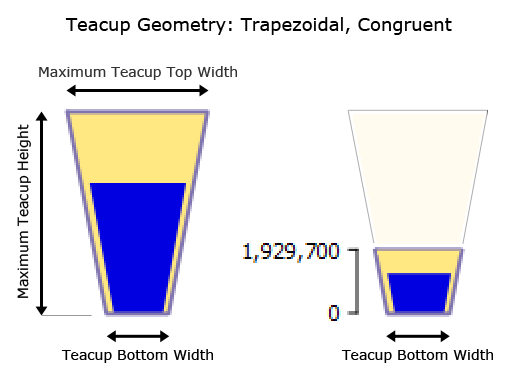 Teacup Geometry: Trapezoidal, Congruent
Maximum Teacup Top Width
Maximum Teacup Height
1,929,700
0
Teacup Bottom Width
Teacup Bottom Width